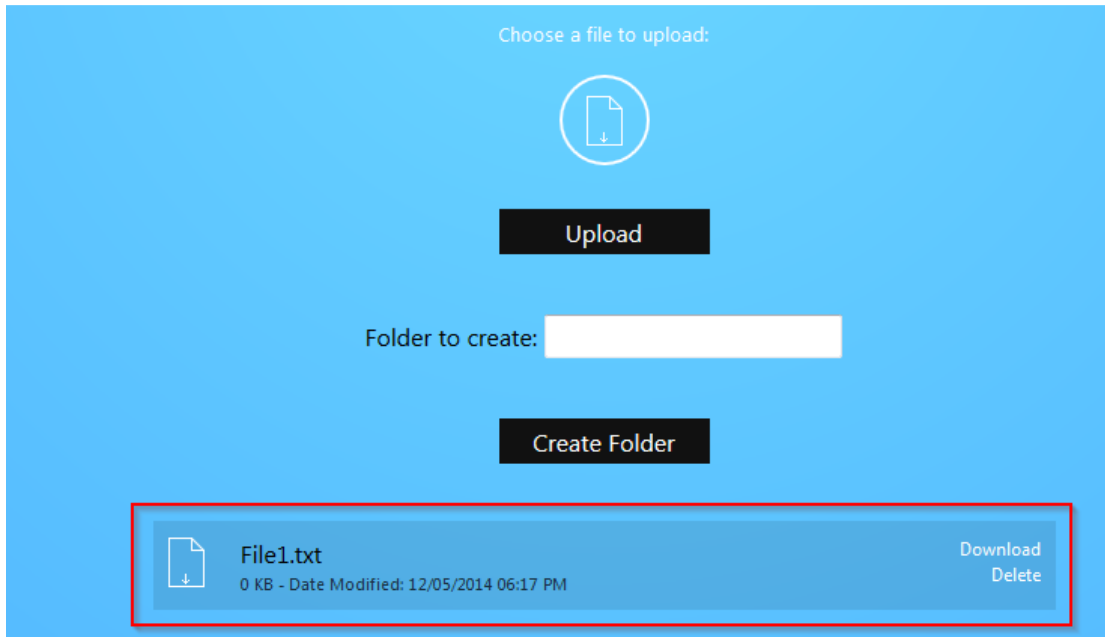 Choose a file to upload:
Upload
Folder to create:
Create Folder
File1.txt
0 KB - Date Modified: 12/05/2014 06:17 PM
Download
Delete